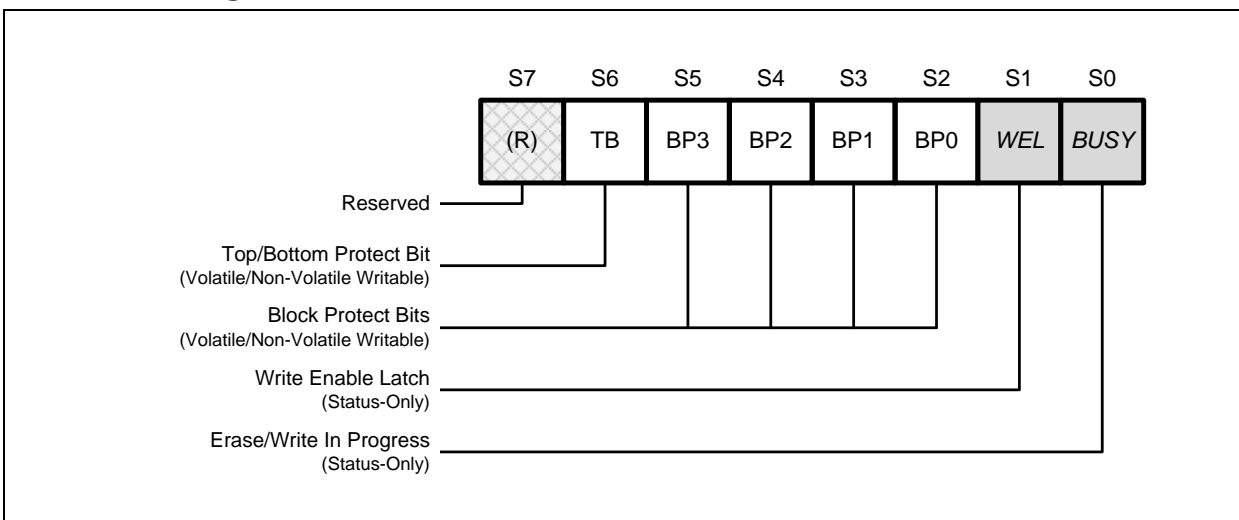 S7 S6 S5 S4 S3 S2 S1 S0
(R) TB BP3 BP2 BP1 BP0 WEL BUSY
Reserved
Top/Bottom Protect Bit
(Volatile/Non-Volatile Writable)
Block Protect Bits
(Volatile/Non-Volatile Writable)
Write Enable Latch
(Status-Only)
Erase/Write In Progress
(Status-Only)